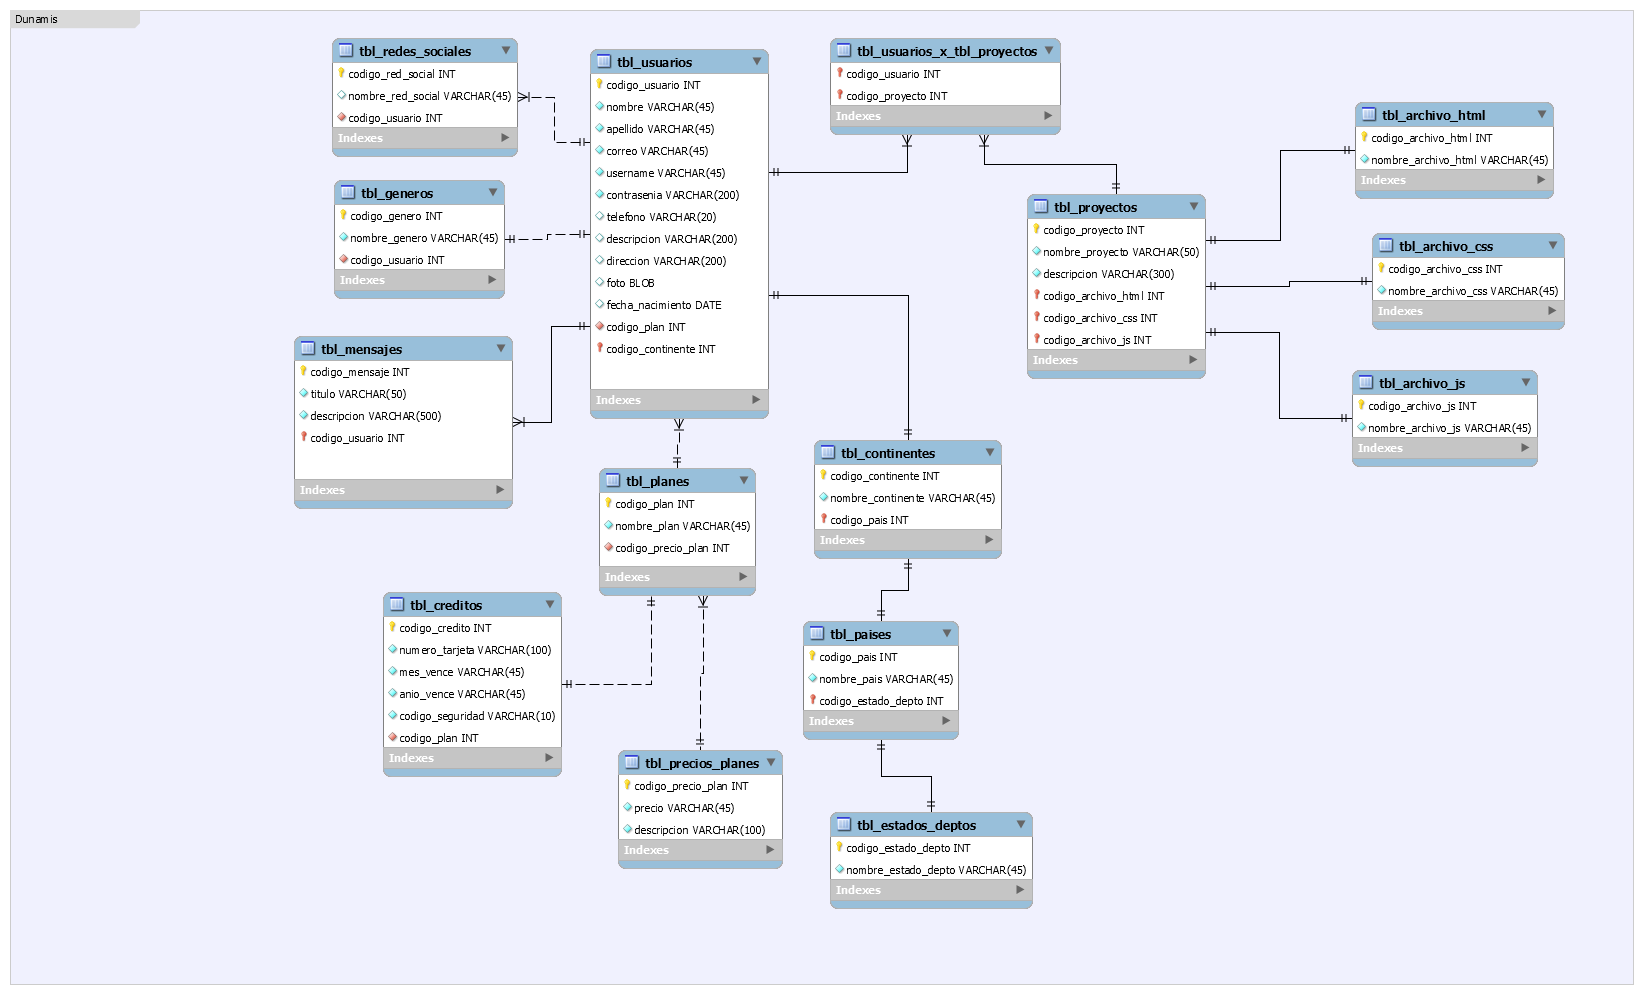 Dunamis
tbl_redes_sociales
codigo_red_social INT
nombre_red_social VARCHAR(45)
codigo_usuario INT
Indexes
tbl_generos
codigo_genero INT
nombre_genero VARCHAR(45)
codigo_usuario INT
Indexes
tbl_mensajes
codigo_mensaje INT
titulo VARCHAR(50)
descripcion VARCHAR(500)
codigo_usuario INT
Indexes
tbl_usuarios
codigo_usuario INT
nombre VARCHAR(45)
apellido VARCHAR(45)
correo VARCHAR(45)
username VARCHAR(45)
contrasenia VARCHAR(200)
telefono VARCHAR(20)
descripcion VARCHAR(200)
direccion VARCHAR(200)
foto BLOB
fecha_nacimiento DATE
codigo_plan INT
codigo_continente INT
Indexes
tbl_usuarios_x_tbl_proyectos
codigo_usuario INT
codigo_proyecto INT
Indexes
tbl_proyectos
codigo_proyecto INT
nombre_proyecto VARCHAR(50)
descripcion VARCHAR(300)
codigo_archivo_html INT
codigo_archivo_css INT
codigo_archivo_js INT
Indexes
tbl_archivo_html
codigo_archivo_html INT
nombre_archivo_html VARCHAR(45)
Indexes
tbl_archivo_css
codigo_archivo_css INT
nombre_archivo_css VARCHAR(45)
Indexes
tbl_archivo_js
codigo_archivo_js INT
nombre_archivo_js VARCHAR(45)
Indexes
tbl_planes
codigo_plan INT
nombre_plan VARCHAR(45)
codigo_precio_plan INT
Indexes
tbl_continentes
codigo_continente INT
nombre_continente VARCHAR(45)
codigo_pais INT
Indexes
tbl_creditos
codigo_credito INT
numero_tarjeta VARCHAR(100)
mes_vence VARCHAR(45)
anio_vence VARCHAR(45)
codigo_seguridad VARCHAR(10)
codigo_plan INT
Indexes
tbl_paises
codigo_pais INT
nombre_pais VARCHAR(45)
codigo_estado_depto INT
Indexes
tbl_precios_planes
codigo_precio_plan INT
precio VARCHAR(45)
descripcion VARCHAR(100)
Indexes
tbl_estados_deptos
codigo_estado_depto INT
nombre_estado_depto VARCHAR(45)
Indexes